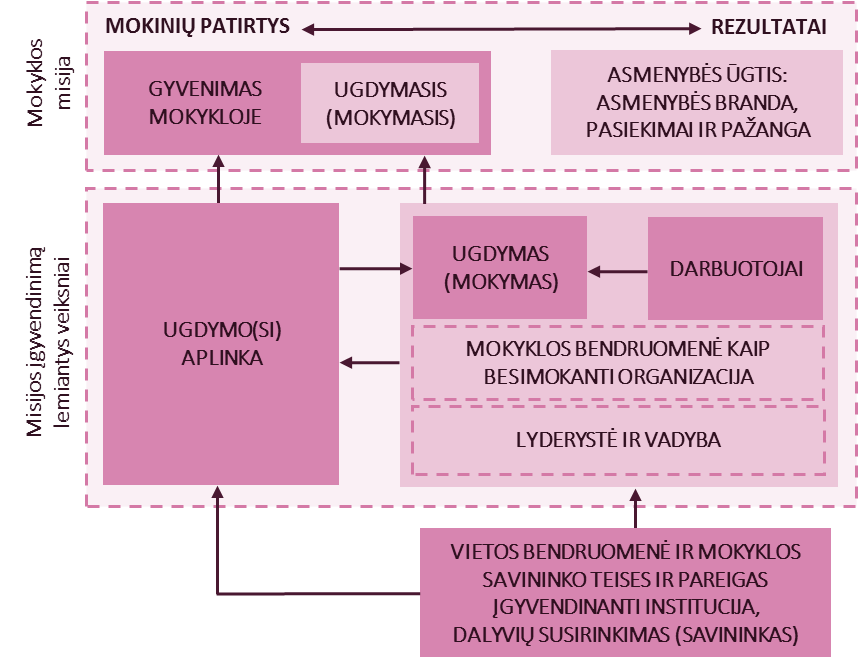 Mokyklos
misija
MOKINIŲ PATIRTYS
REZULTATAI
GYVENIMAS
MOKYKLOJE
UGDYMASIS
(MOKYMASIS)
ASMENYBĖS ŪGTIS:
ASMENYBĖS BRANDA,
PASIEKIMAI IR PAŽANGA
Misijos įgyvendinimą
lemiantys veiksniai
UGDYMO(SI)
APLINKA
UGDYMAS
(MOKYMAS)
DARBUOTOJAI
MOKYKLOS BENDRUOMENĖ KAIP
BESIMOKANTI ORGANIZACIJA
LYDERYSTĖ IR VADYBA
VIETOS BENDRUOMENĖ IR MOKYKLOS
SAVININKO TEISES IR PAREIGAS
ĮGYVENDINANTI INSTITUCIJA,
DALYVIŲ SUSIRINKIMAS (SAVININKAS)